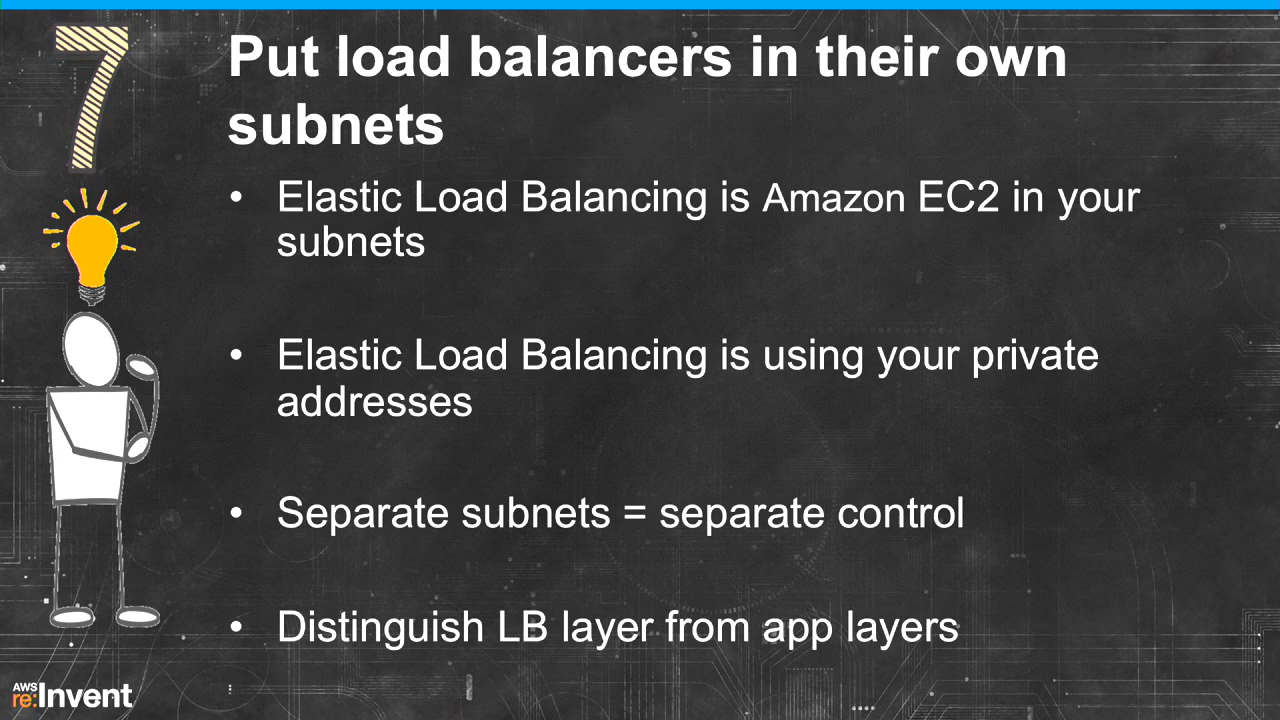 7
Put load balancers in their own
subnets
• Elastic Load Balancing is Amazon EC2 in your
subnets
• Elastic Load Balancing is using your private
addresses
• Separate subnets = separate control
• Distinguish LB layer from app layers
AWS
re:Invent